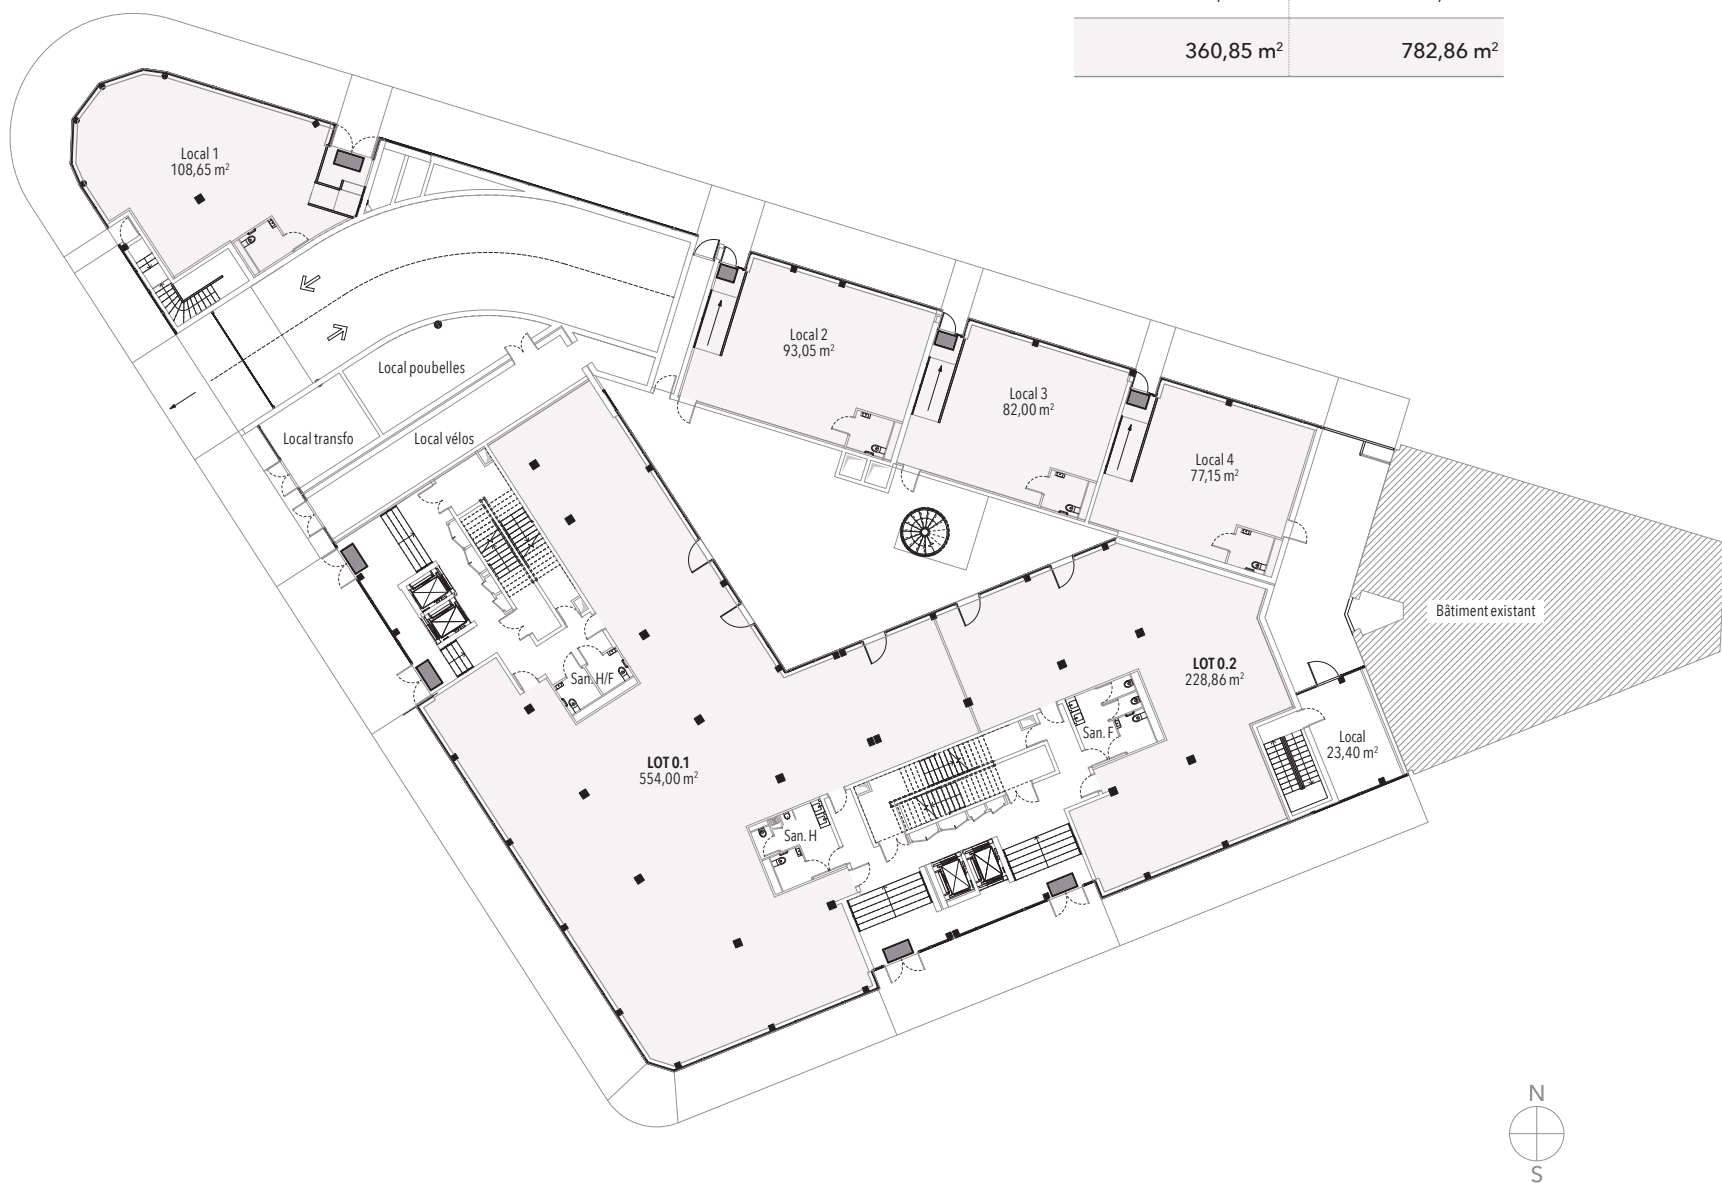 360,85 m² 782,86 m²
Local 1
108,65 m²
Local 2
93,05 m²
Local poubelles
Local 3
82,00 m²
Local transfo
Local vélos
Local 4
77,15 m²
Bâtiment existant
LOT 0.2
228,86 m²
San. H/F
San. F
Local
23,40 m²
LOT 0.1
554,00 m²
San. H
N
S